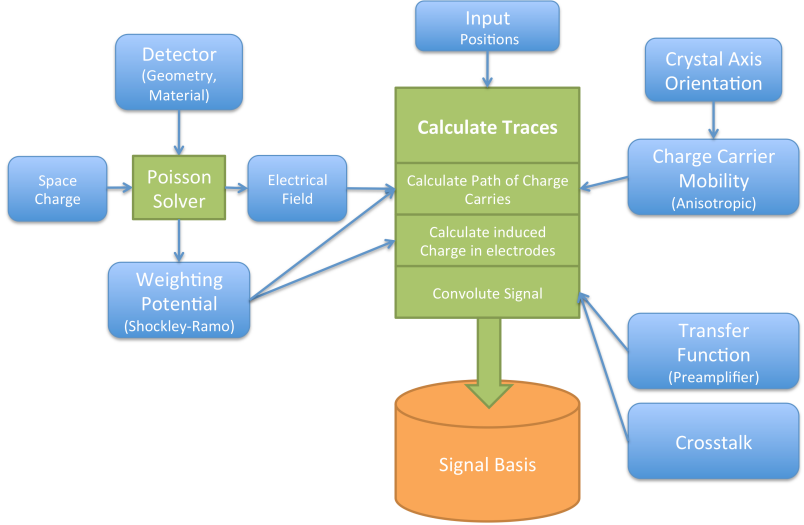 Input
Positions
Detector
(Geometry,
Material)
Crystal Axis
Orientation
Calculate Traces
Space
Charge
Poisson
Solver
Electrical
Field
Calculate Path of Charge
Carries
Charge Carrier
Mobility
(Anisotropic)
Calculate induced
Charge in electrodes
Weighting
Potential
(Shockley-Ramo)
Convolute Signal
Transfer
Function
(Preamplifier)
Crosstalk
Signal Basis